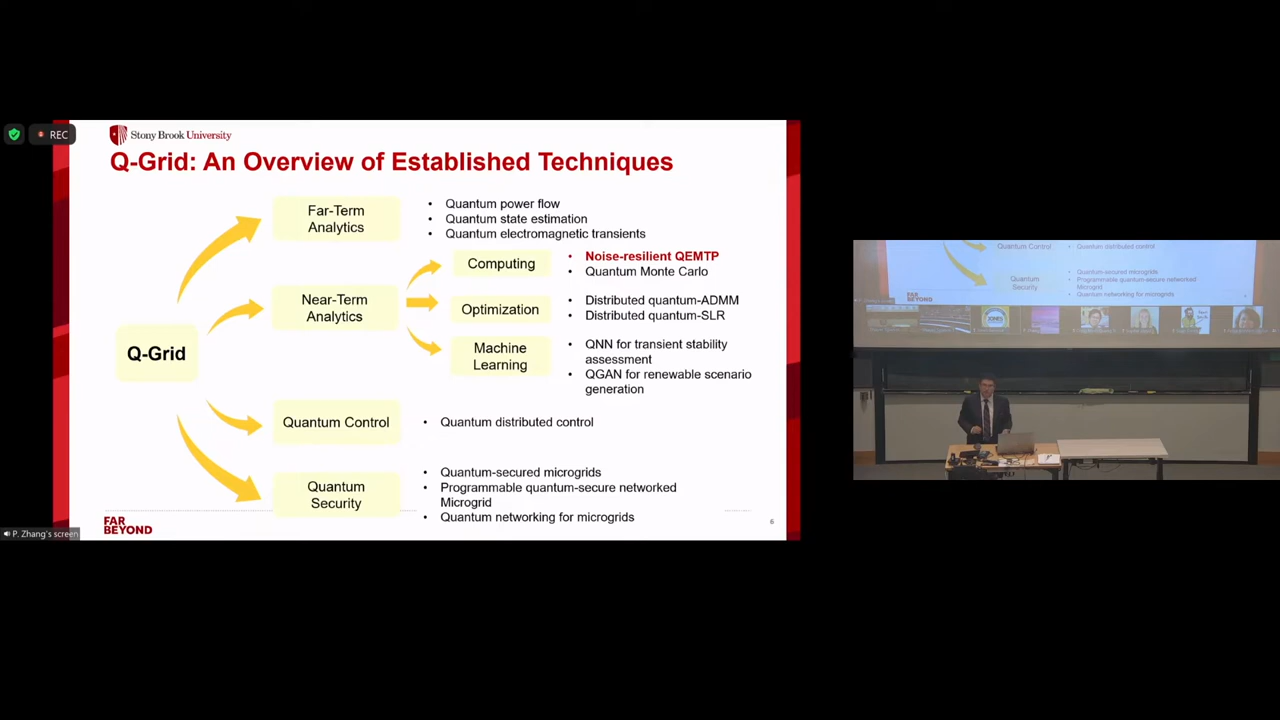 REC
Stony Brook University
Q-Grid: An Overview of Established Techniques
Far-Term
Analytics
• Quantum power flow
• Quantum state estimation
• Quantum electromagnetic transients
Near-Term
Analytics
Computing
• Noise-resilient QEMTP
• Quantum Monte Carlo
Optimization
• Distributed quantum-ADMM
• Distributed quantum-SLR
Machine
Learning
• QNN for transient stability
assessment
• QGAN for renewable scenario
generation
Q-Grid
Quantum Control
• Quantum distributed control
Quantum
Security
• Quantum-secured microgrids
• Programmable quantum-secure networked
Microgrid
• Quantum networking for microgrids
FAR
BEYOND
6
P. Zhang's screen
Quantum Control
• Quantum distributed control
Quantum
Security
• Quantum-secured microgrids
• Programmable quantum-secure networked
Microgrid
• Quantum networking for microgrids
FAR
BEYOND